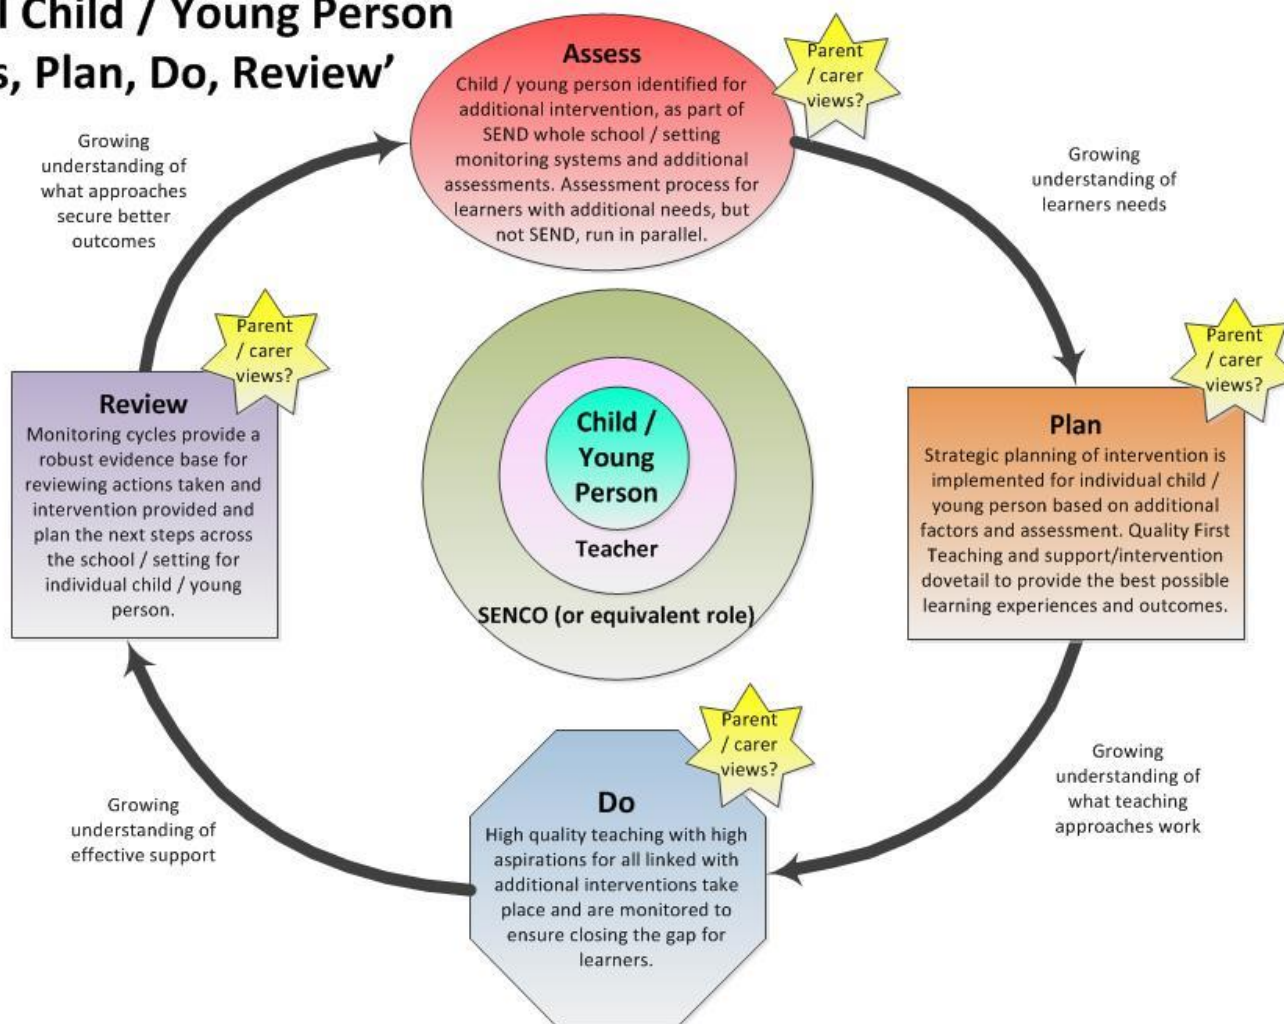 l Child / Young Person
s, Plan, Do, Review’
Assess
Child / young person identified for
additional intervention, as part of
SEND whole school / setting
monitoring systems and additional
assessments. Assessment process for
learners with additional needs, but
not SEND, run in parallel.
Parent
/ carer
views?
Growing
understanding of
learners needs
Parent
/ carer
views?
Plan
Strategic planning of intervention is
implemented for individual child /
young person based on additional
factors and assessment. Quality First
Teaching and support/intervention
dovetail to provide the best possible
learning experiences and outcomes.
Growing
understanding of
what teaching
approaches work
Parent
/ carer
views?
Do
High quality teaching with high
aspirations for all linked with
additional interventions take
place and are monitored to
ensure closing the gap for
learners.
Growing
understanding of
effective support
Parent
/ carer
views?
Review
Monitoring cycles provide a
robust evidence base for
reviewing actions taken and
intervention provided and
plan the next steps across
the school / setting for
individual child / young
person.
Growing
understanding of
what approaches
secure better
outcomes
Child /
Young
Person
Teacher
SENCO (or equivalent role)